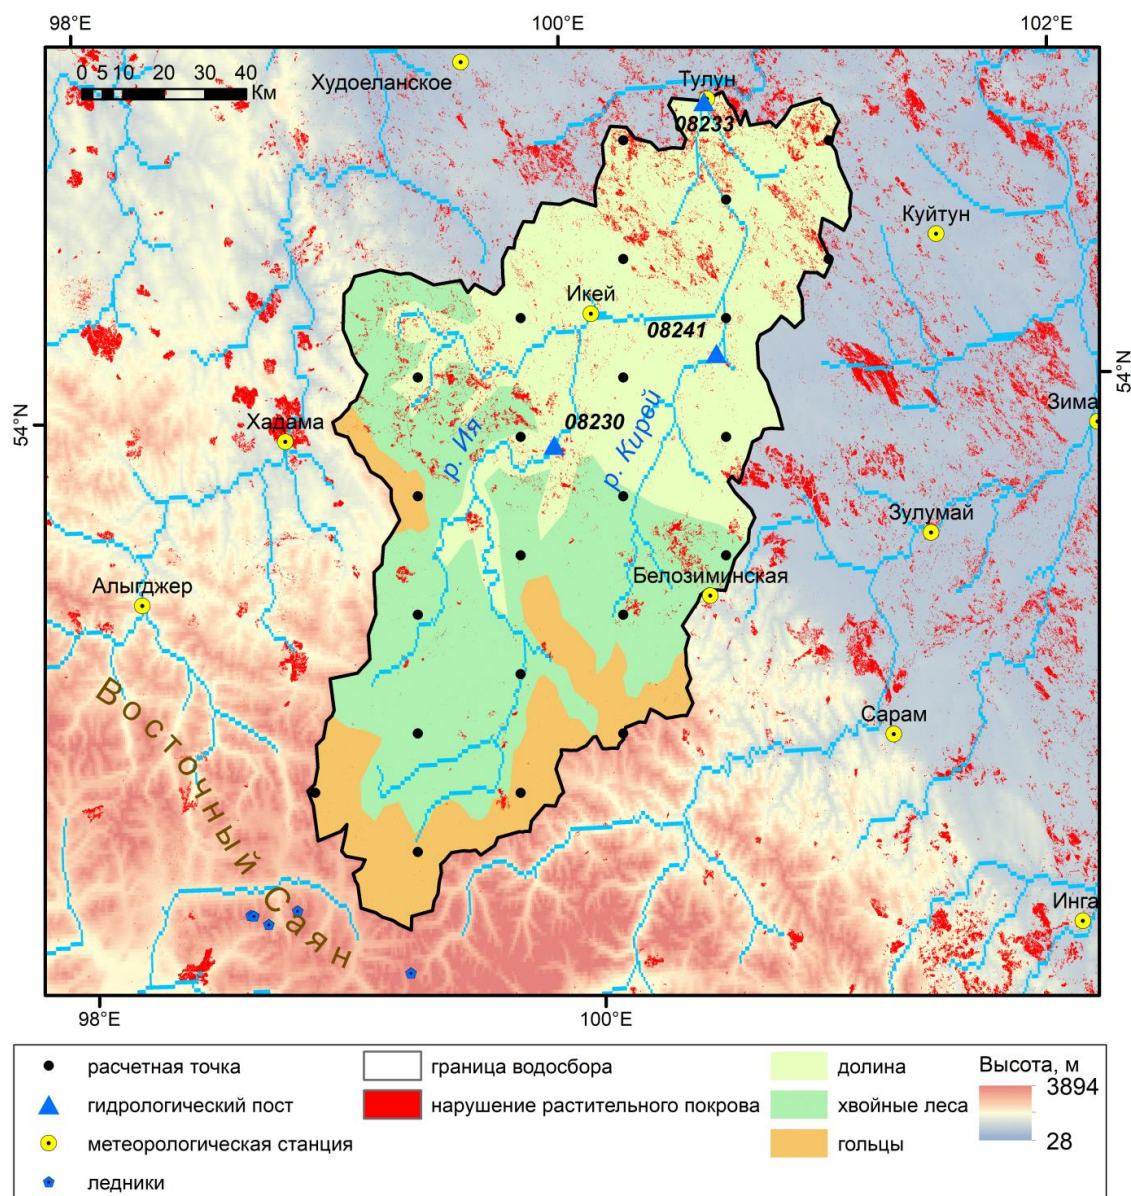 98°E 100°E 102°E
0 5 10 20 30 40
Км
Худоеланское
Тулун
08233
Куйтун
Икей
08241
54°N
Зима
Хадама
08230
54°N
р. Ия
р. Кирей
Зулумай
Белозиминская
Алыгджер
Сарам
Восточный Саян
Инга
98°E 100°E
расчетная точка
гидрологический пост
метеорологическая станция
ледники
граница водосбора
нарушение растительного покрова
долина
хвойные леса
гольцы
Высота, м
3894
28